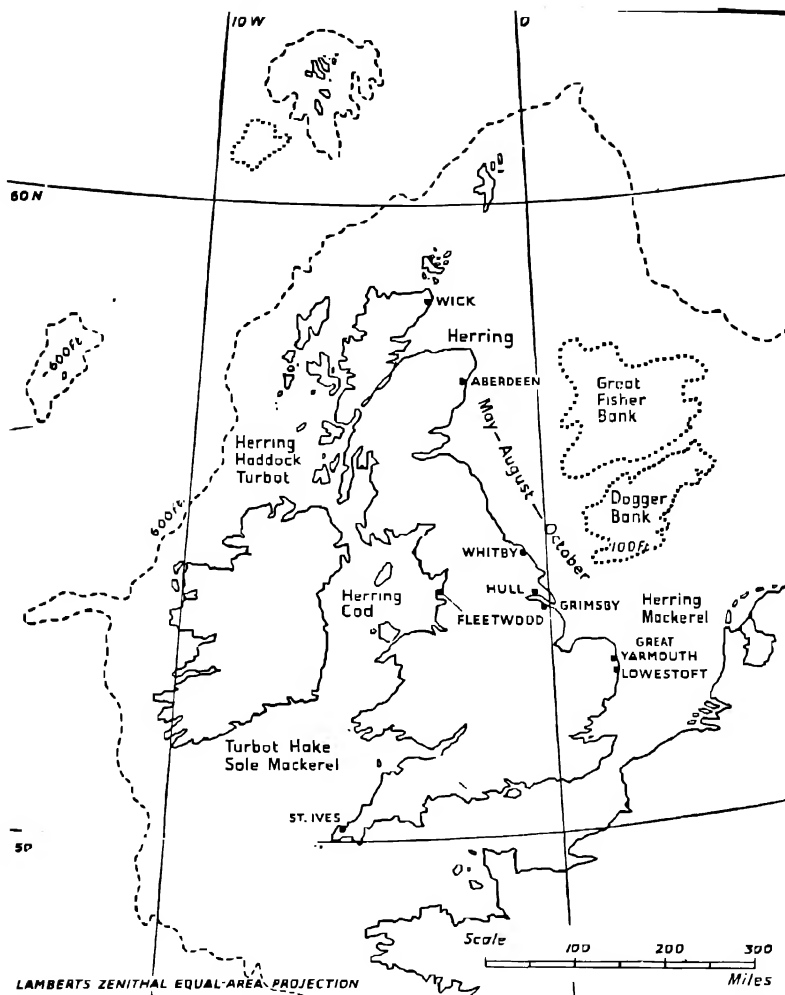 10 W
0
60 N
WICK
600Ft.
Herring
ABERDEEN
Great
Fisher
Bank
May-August-October
Herring
Haddock
Turbot
Dogger
Bank
100Ft
600Ft.
WHITBY
HULL
GRIMSBY
Herring
Cod
FLEETWOOD
Herring
Mackerel
GREAT
YARMOUTH
LOWESTOFT
Turbot Hake
Sole Mackerel
ST. IVES
50
Scale
100 200 300
Miles
LAMBERTS ZENITHAL EQUAL-AREA PROJECTION